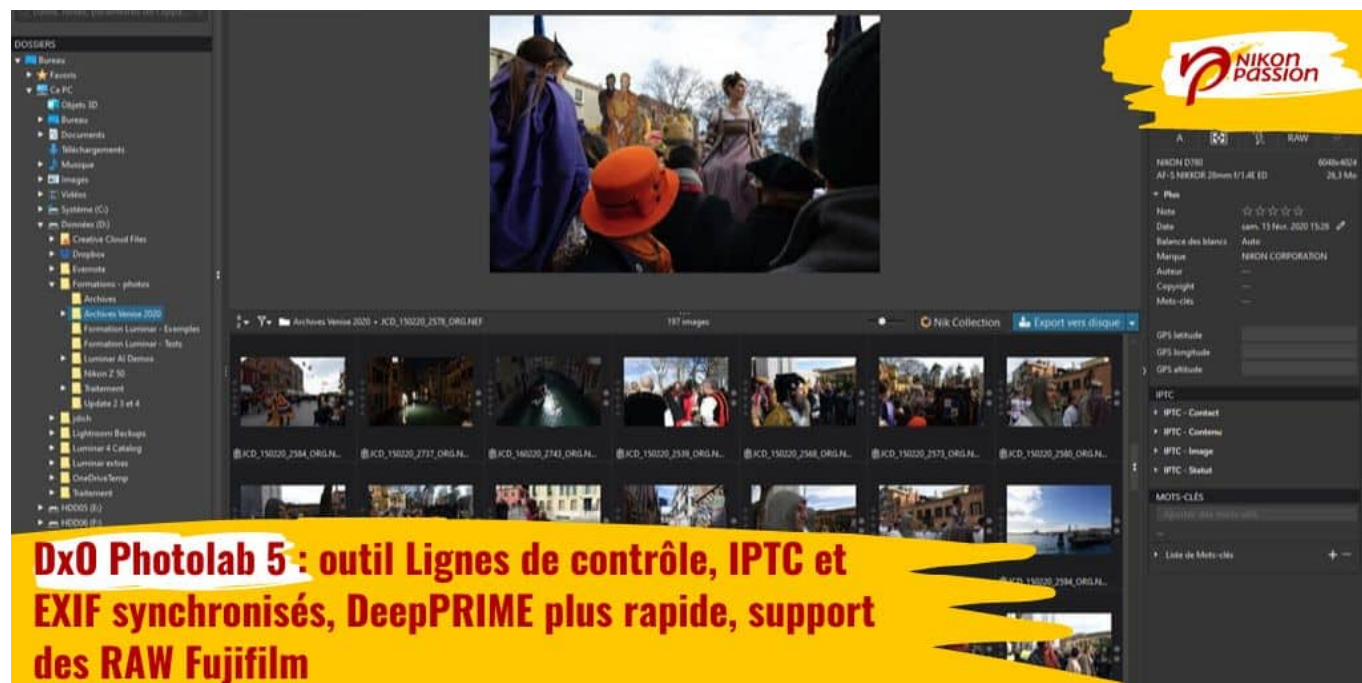 DOSSIERS
Bureau
Favoris
Ce PC
Objets 3D
Bureau
Documents
Téléchargements
Musique
Images
Vidéos
Système (C:)
Données (D:)
Creative Cloud Files
Dropbox
Evernote
Formations - photos
Archives
Archives Venise 2020
Formation Luminar - Exemples
Formation Luminar - Tests
Luminar AI Demos
Nikon Z 50
Traitement
Update 2 3 et 4
jdsch
Lightroom Backups
Luminar 4 Catalog
Luminar extras
OneDriveTemp
Traitement
HDD05 (E:)
HDD06 (F:)
Archives Venise 2020 • JCD_150220_2578_ORG.NEF
197 images
Nik Collection
Export vers disque
JCD_150220_2584_ORG.N...
JCD_150220_2737_ORG.N...
JCD_160220_2743_ORG.N...
JCD_150220_2539_ORG.N...
JCD_150220_2568_ORG.N...
JCD_150220_2573_ORG.N...
JCD_150220_2580_ORG.N...
JCD_150220_2594_ORG.N...
NIKON
Passion
A RAW
NIKON D780 6048x4024
AF-S NIKKOR 28mm f/1.4E ED 26,3 Mo
Plus
Note
Date sam. 15 févr. 2020 15:28
Balance des blancs Auto
Marque NIKON CORPORATION
Auteur
Copyright
Mots-clés
GPS latitude
GPS longitude
GPS altitude
IPTC
IPTC - Contact
IPTC - Contenu
IPTC - Image
IPTC - Statut
MOTS-CLÉS
Liste de Mots-clés
DxO Photolab 5 : outil Lignes de contrôle, IPTC et
EXIF synchronisés, DeepPRIME plus rapide, support
des RAW Fujifilm